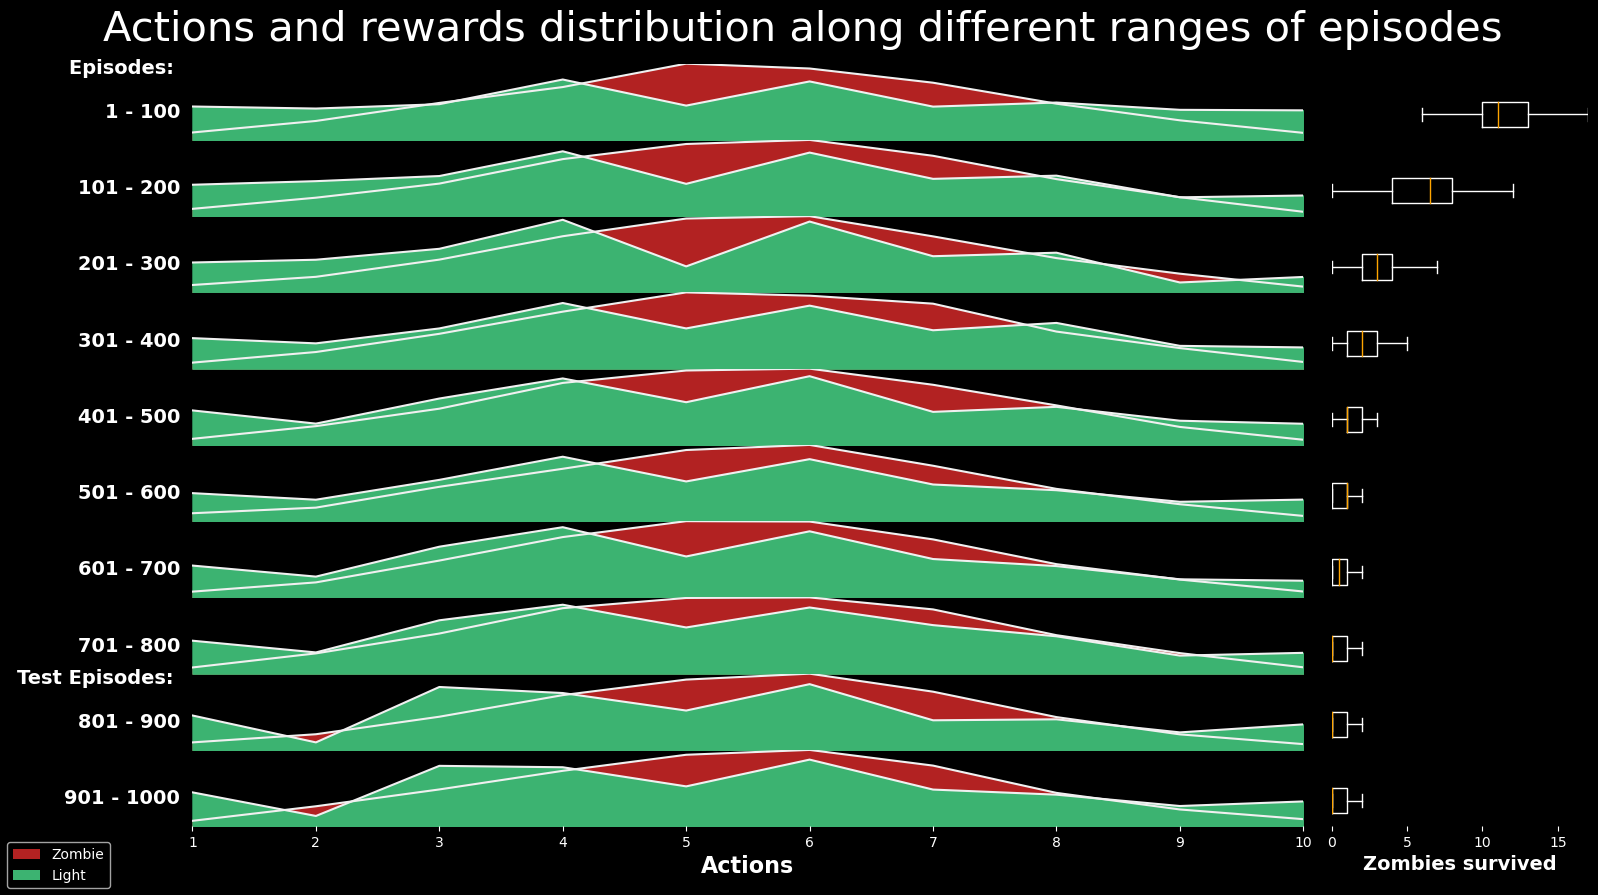 Actions and rewards distribution along different ranges of episodes
Episodes:
1 - 100
101 - 200
201 - 300
301 - 400
401 - 500
501 - 600
601 - 700
701 - 800
Test Episodes:
801 - 900
901 - 1000
1 2 3 4 5 6 7 8 9 10
0 5 10 15
Actions
Zombies survived
Zombie
Light